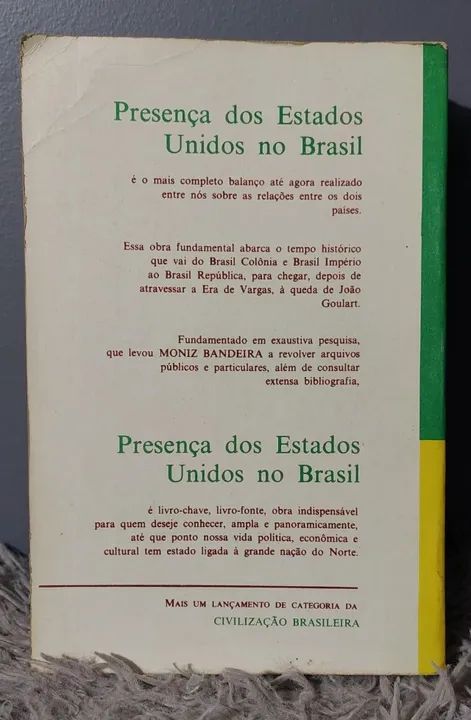 Presença dos Estados
Unidos no Brasil
é o mais completo balanço até agora realizado
entre nós sobre as relações entre os dois
países.
Essa obra fundamental abarca o tempo histórico
que vai do Brasil Colônia e Brasil Império
ao Brasil República, para chegar, depois de
atravessar a Era de Vargas, à queda de João
Goulart.
Fundamentado em exaustiva pesquisa,
que levou MONIZ BANDEIRA a revolver arquivos
públicos e particulares, além de consultar
extensa bibliografia,
Presença dos Estados
Unidos no Brasil
é livro-chave, livro-fonte, obra indispensável
para quem deseje conhecer, ampla e panoramicamente,
até que ponto nossa vida política, econômica e
cultural tem estado ligada à grande nação do Norte.
MAIS UM LANÇAMENTO DE CATEGORIA DA
CIVILIZAÇÃO BRASILEIRA